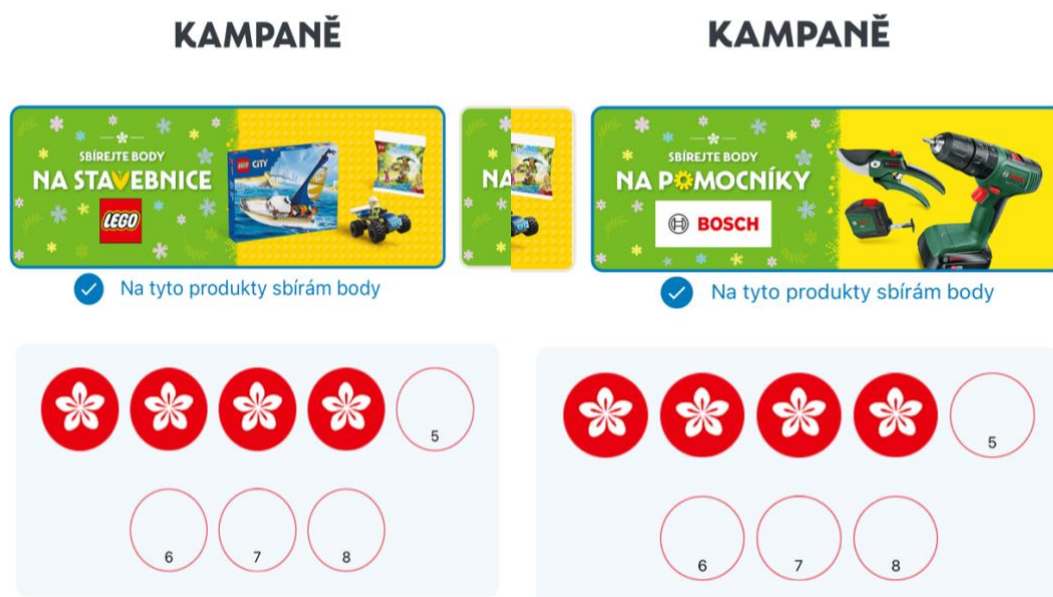 KAMPANĚ
SBÍREJTE BODY
NA STAVEBNICE
LEGO
LEGO CITY
NA
Na tyto produkty sbírám body
5
6 7 8
KAMPANĚ
SBÍREJTE BODY
NA POMOCNÍKY
BOSCH
Na tyto produkty sbírám body
5
6 7 8